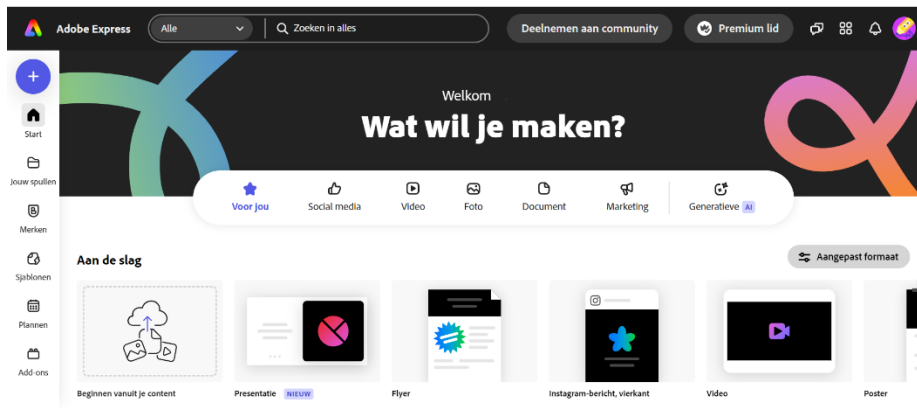 Adobe Express
Alle
Zoeken in alles
Deelnemen aan community
Premium lid
Welkom
Wat wil je maken?
Start
Jouw spullen
Merken
Sjablonen
Plannen
Add-ons
Voor jou
Social media
Video
Foto
Document
Marketing
Generatieve AI
Aan de slag
Aangepast formaat
Beginnen vanuit je content
Presentatie NIEUW
Flyer
Instagram-bericht, vierkant
Video
Poster